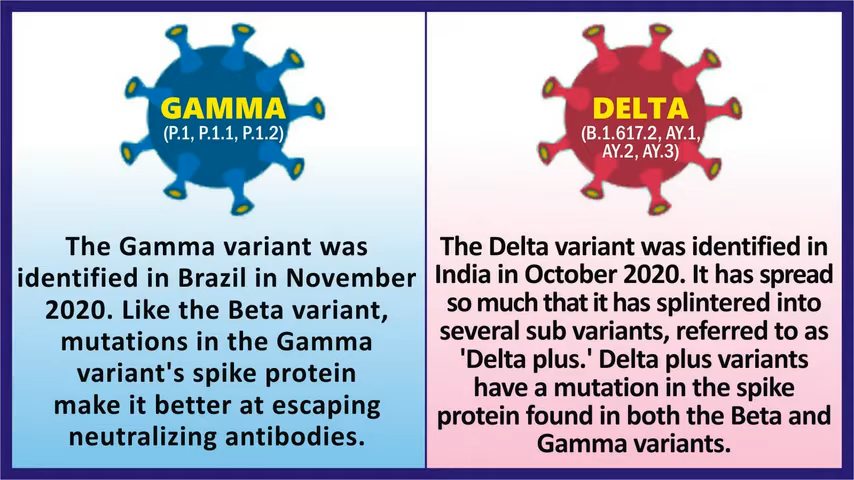 GAMMA
(P.1, P.1.1, P.1.2)
The Gamma variant was
identified in Brazil in November
2020. Like the Beta variant,
mutations in the Gamma
variant's spike protein
make it better at escaping
neutralizing antibodies.
DELTA
(B.1.617.2, AY.1,
AY.2, AY.3)
The Delta variant was identified in
India in October 2020. It has spread
so much that it has splintered into
several sub variants, referred to as
'Delta plus.' Delta plus variants
have a mutation in the spike
protein found in both the Beta and
Gamma variants.